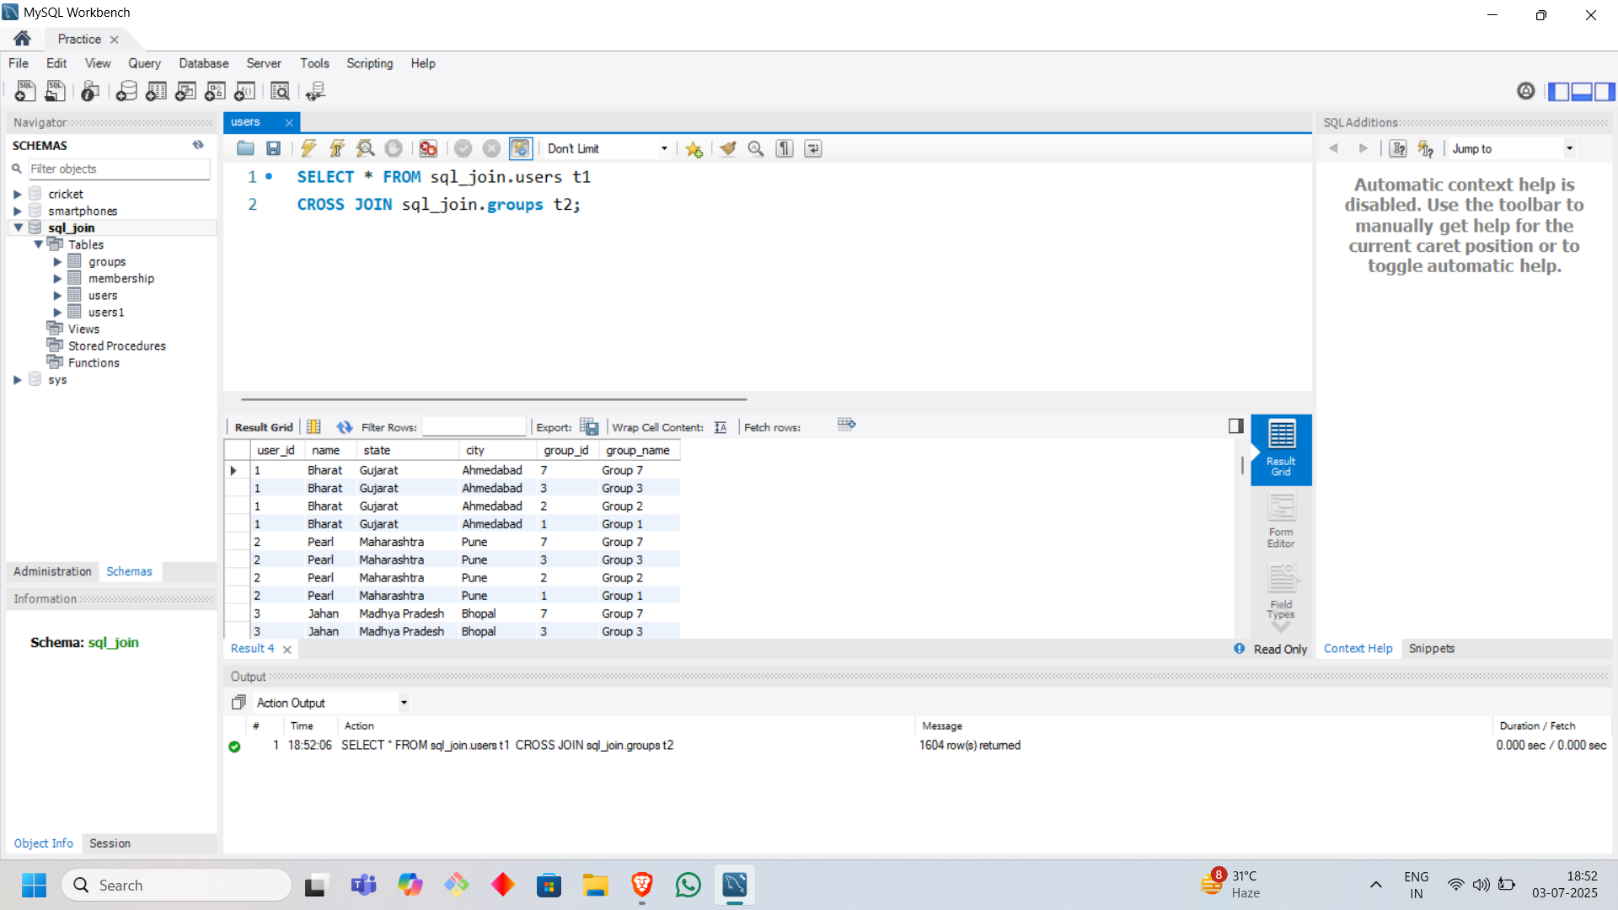 MySQL Workbench
Practice
File Edit View Query Database Server Tools Scripting Help
Navigator
SCHEMAS
Filter objects
cricket
smartphones
sql_join
Tables
groups
membership
users
users1
Views
Stored Procedures
Functions
sys
Administration Schemas
Information
Schema: sql_join
Object Info Session
users
Don't Limit
1 SELECT * FROM sql_join.users t1
2 CROSS JOIN sql_join.groups t2;
Result Grid Filter Rows: Export: Wrap Cell Content: Fetch rows:
user_id name state city group_id group_name
1 Bharat Gujarat Ahmedabad 7 Group 7
1 Bharat Gujarat Ahmedabad 3 Group 3
1 Bharat Gujarat Ahmedabad 2 Group 2
1 Bharat Gujarat Ahmedabad 1 Group 1
2 Pearl Maharashtra Pune 7 Group 7
2 Pearl Maharashtra Pune 3 Group 3
2 Pearl Maharashtra Pune 2 Group 2
2 Pearl Maharashtra Pune 1 Group 1
3 Jahan Madhya Pradesh Bhopal 7 Group 7
3 Jahan Madhya Pradesh Bhopal 3 Group 3
Result Grid
Form Editor
Field Types
Result 4
Read Only
SQL Additions
Jump to
Automatic context help is
disabled. Use the toolbar to
manually get help for the
current caret position or to
toggle automatic help.
Context Help Snippets
Output
Action Output
# Time Action Message Duration / Fetch
1 18:52:06 SELECT * FROM sql_join.users t1 CROSS JOIN sql_join.groups t2 1604 row(s) returned 0.000 sec / 0.000 sec
Search
8
31°C
Haze
ENG
IN
18:52
03-07-2025